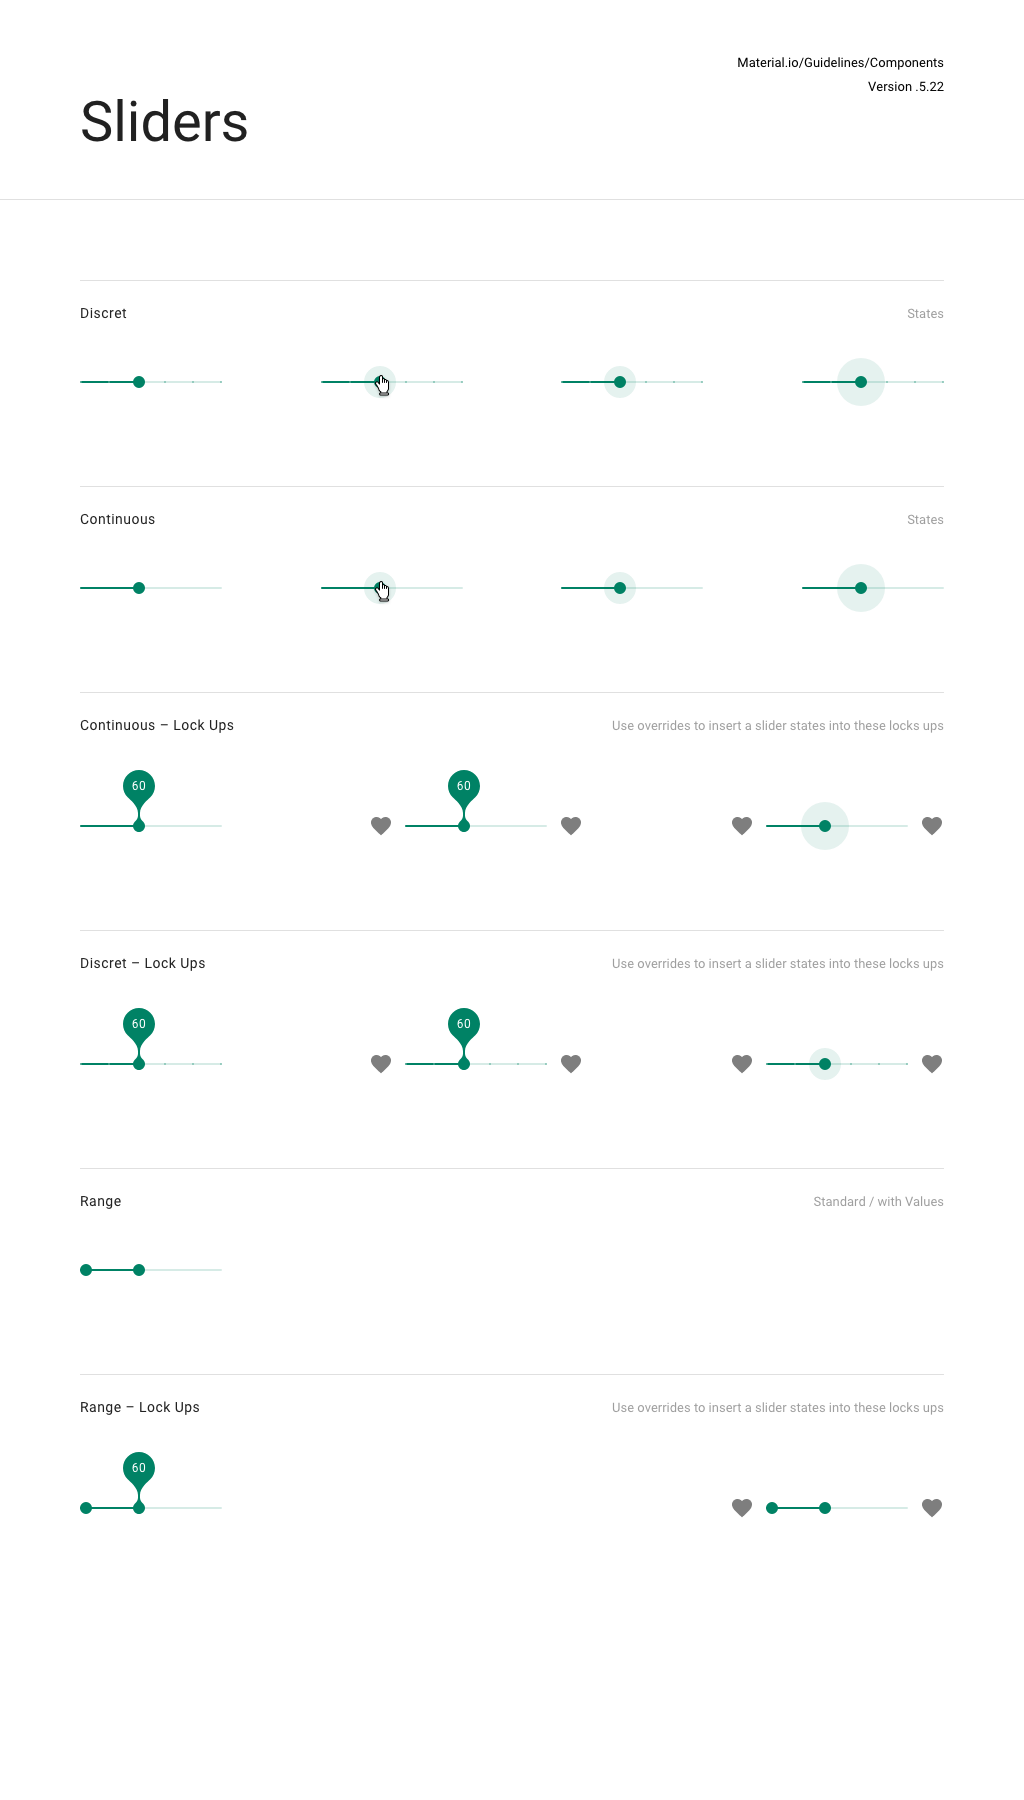 Material.io/Guidelines/Components
Version .5.22
Sliders
Discret
States
Continuous
States
Continuous – Lock Ups
Use overrides to insert a slider states into these locks ups
60
60
Discret – Lock Ups
Use overrides to insert a slider states into these locks ups
60
60
Range
Standard / with Values
Range – Lock Ups
Use overrides to insert a slider states into these locks ups
60